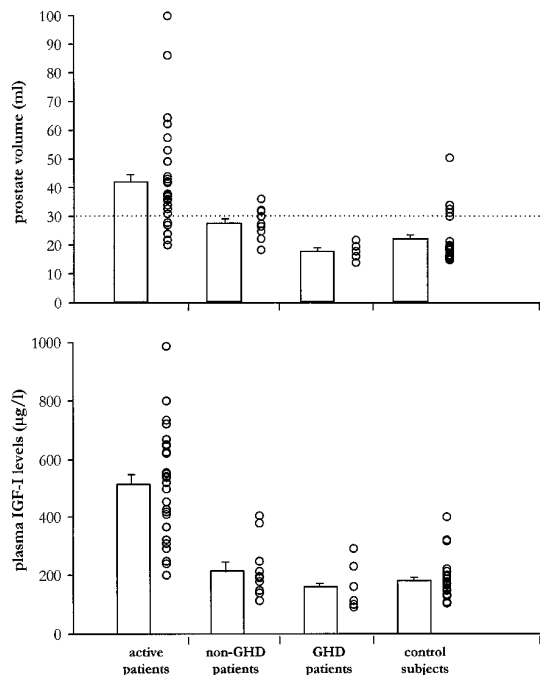 prostate volume (ml)
100
90
80
70
60
50
40
30
20
10
0
plasma IGF-I levels (µg/l)
1000
800
600
400
200
0
active patients
non-GHD patients
GHD patients
control subjects